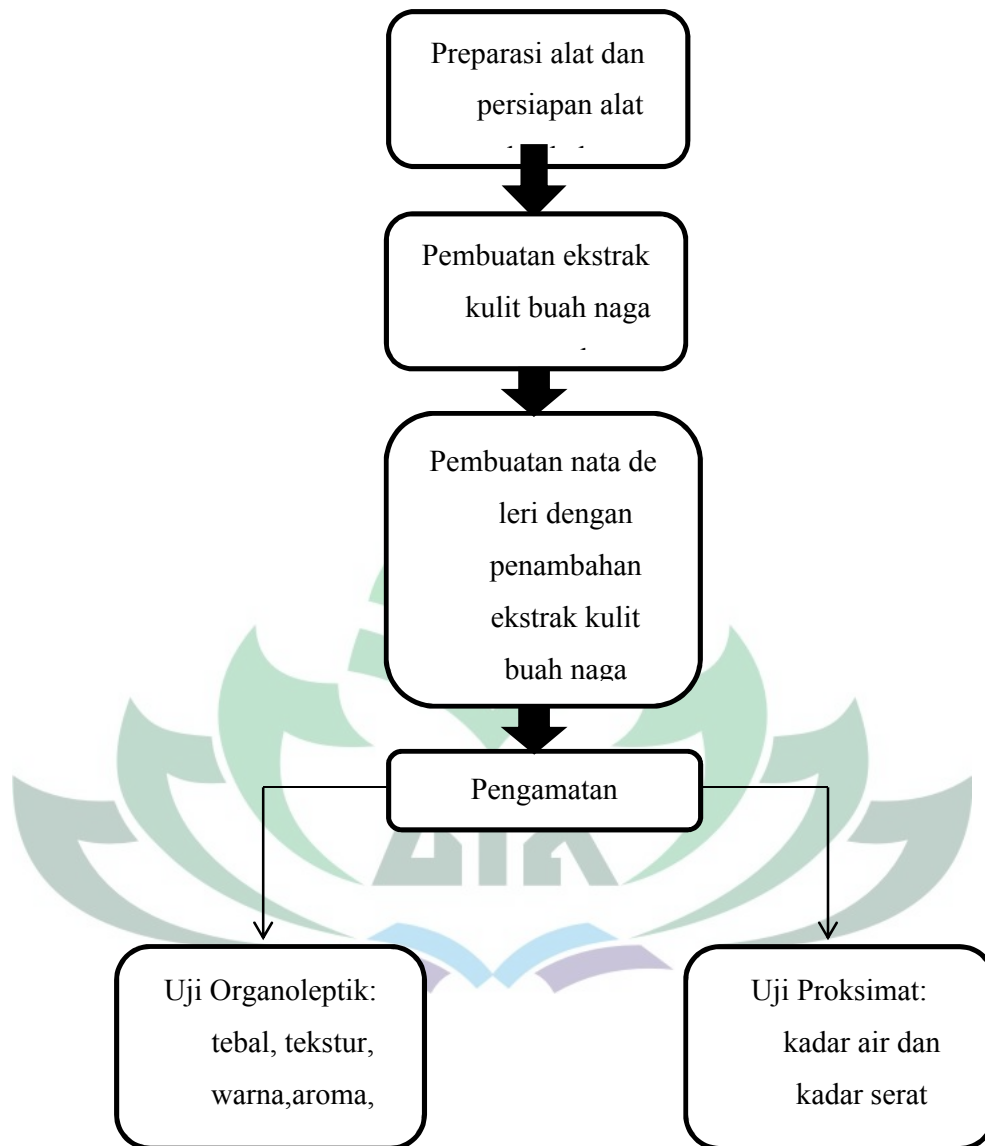 Preparasi alat dan
persiapan alat
Pembuatan ekstrak
kulit buah naga
Pembuatan nata de
leri dengan
penambahan
ekstrak kulit
buah naga
Pengamatan
Uji Organoleptik:
tebal, tekstur,
warna,aroma,
Uji Proksimat:
kadar air dan
kadar serat